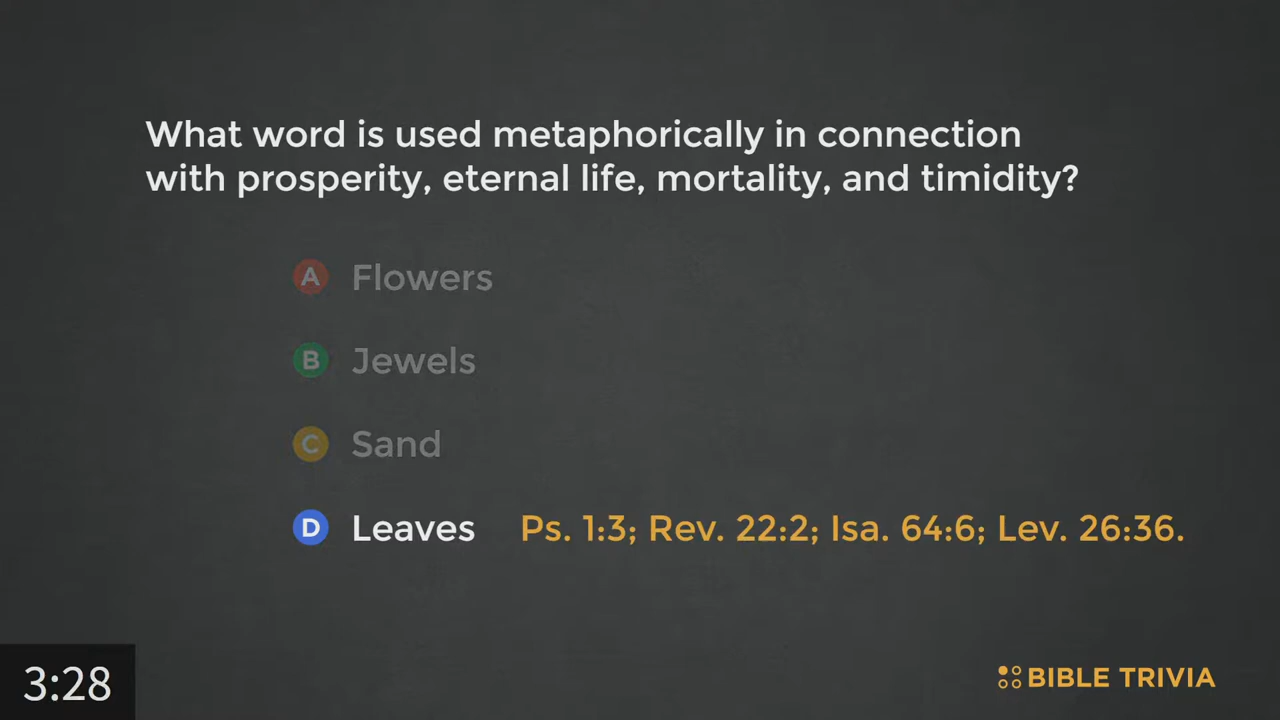 What word is used metaphorically in connection
with prosperity, eternal life, mortality, and timidity?
A Flowers
B Jewels
C Sand
D Leaves Ps. 1:3; Rev. 22:2; Isa. 64:6; Lev. 26:36.
3:28
BIBLE TRIVIA